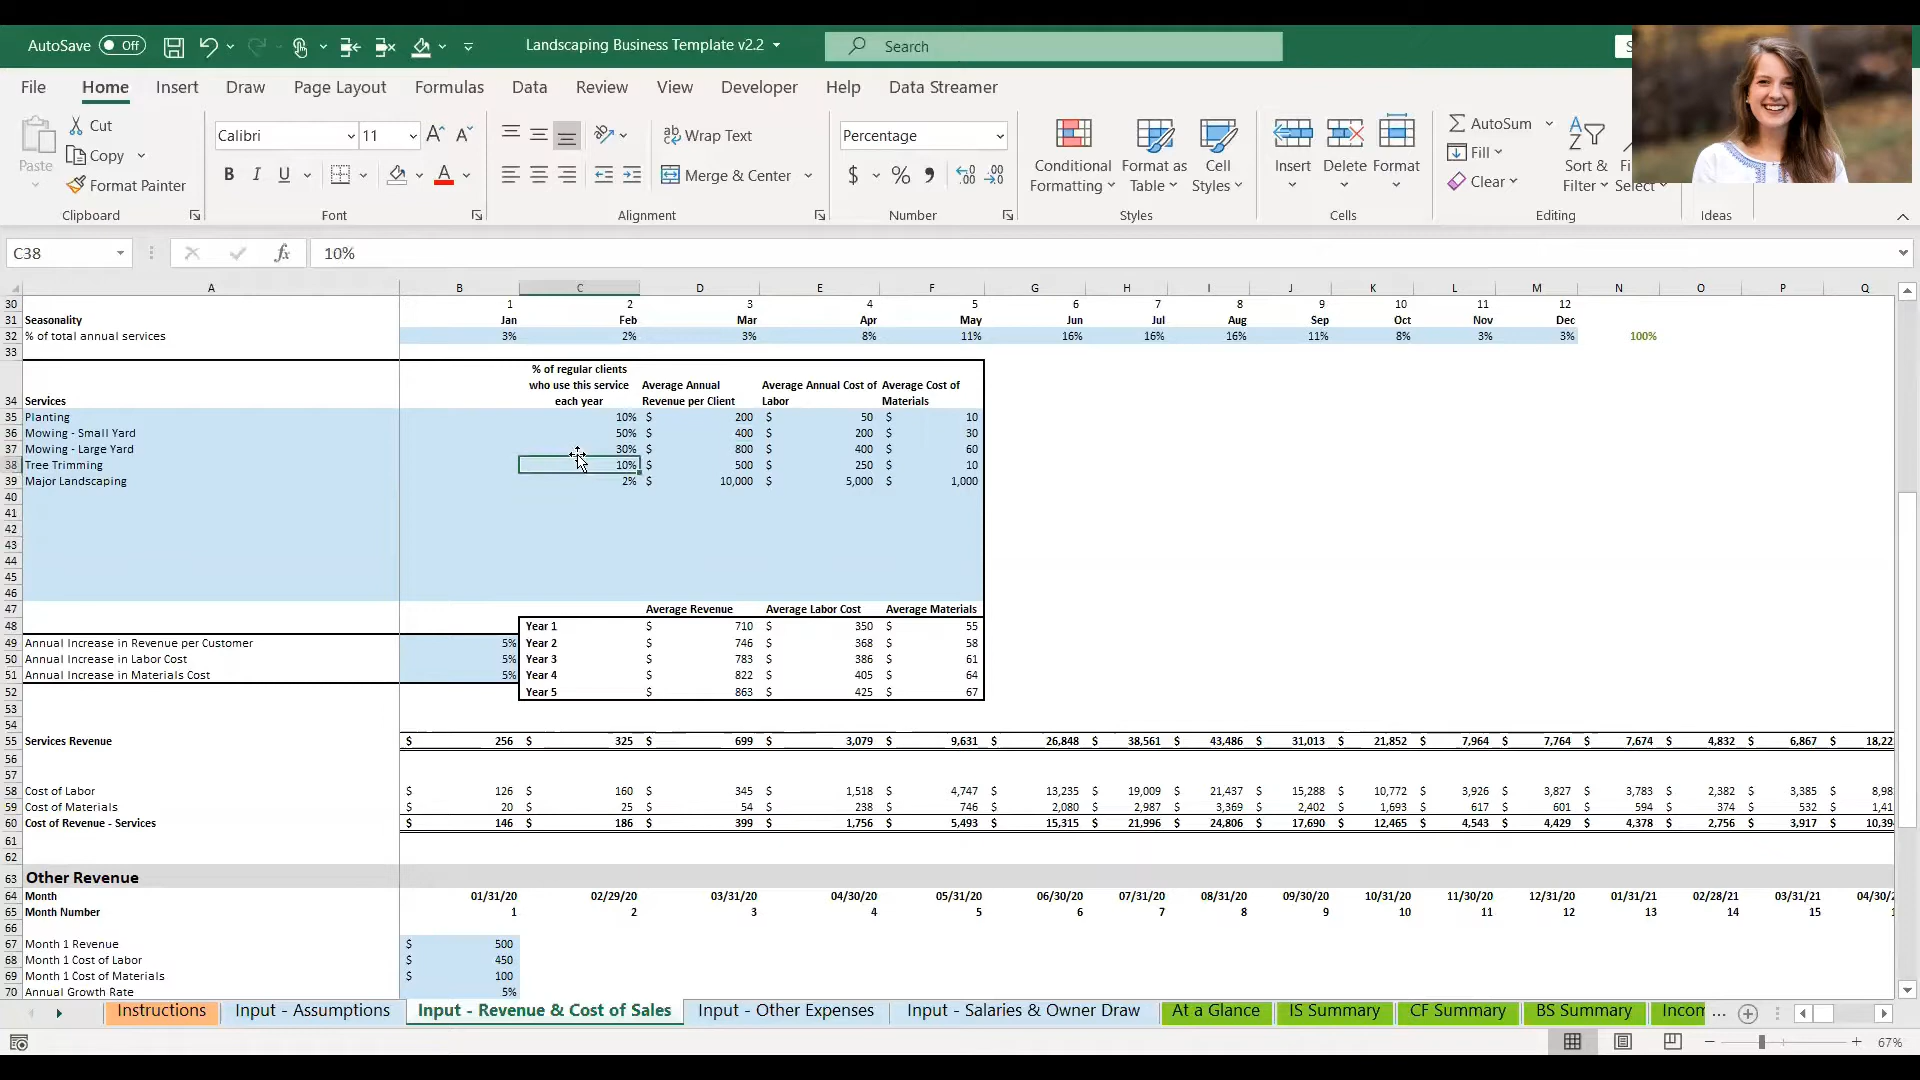 AutoSave Off Landscaping Business Template v2.2 Search
File Home Insert Draw Page Layout Formulas Data Review View Developer Help Data Streamer
Paste Cut Copy Format Painter Clipboard
Calibri 11 B I U A Font
ab Wrap Text Merge & Center Alignment
Percentage $ % Number
Conditional Formatting Format as Table Cell Styles Styles
Insert Delete Format Cells
AutoSum Fill Clear Sort & Filter Select Editing
Ideas
C38 fx 10%
A B C D E F G H I J K L M N O P Q
30 1 2 3 4 5 6 7 8 9 10 11 12
31 Seasonality Jan Feb Mar Apr May Jun Jul Aug Sep Oct Nov Dec
32 % of total annual services 3% 2% 3% 8% 11% 16% 16% 16% 11% 8% 3% 3% 100%
33
% of regular clients
who use this service Average Annual Average Annual Cost of Average Cost of
34 Services each year Revenue per Client Labor Materials
35 Planting 10% $ 200 $ 50 $ 10
36 Mowing - Small Yard 50% $ 400 $ 200 $ 30
37 Mowing - Large Yard 30% $ 800 $ 400 $ 60
38 Tree Trimming 10% $ 500 $ 250 $ 10
39 Major Landscaping 2% $ 10,000 $ 5,000 $ 1,000
40
41
42
43
44
45
46
47 Average Revenue Average Labor Cost Average Materials
48 Year 1 $ 710 $ 350 $ 55
49 Annual Increase in Revenue per Customer 5% Year 2 $ 746 $ 368 $ 58
50 Annual Increase in Labor Cost 5% Year 3 $ 783 $ 386 $ 61
51 Annual Increase in Materials Cost 5% Year 4 $ 822 $ 405 $ 64
52 Year 5 $ 863 $ 425 $ 67
53
54
55 Services Revenue $ 256 $ 325 $ 699 $ 3,079 $ 9,631 $ 26,848 $ 38,561 $ 43,486 $ 31,013 $ 21,852 $ 7,964 $ 7,764 $ 7,674 $ 4,832 $ 6,867 $ 18,22
56
57
58 Cost of Labor $ 126 $ 160 $ 345 $ 1,518 $ 4,747 $ 13,235 $ 19,009 $ 21,437 $ 15,288 $ 10,772 $ 3,926 $ 3,827 $ 3,783 $ 2,382 $ 3,385 $ 8,98
59 Cost of Materials $ 20 $ 25 $ 54 $ 238 $ 746 $ 2,080 $ 2,987 $ 3,369 $ 2,402 $ 1,693 $ 617 $ 601 $ 594 $ 374 $ 532 $ 1,41
60 Cost of Revenue - Services $ 146 $ 186 $ 399 $ 1,756 $ 5,493 $ 15,315 $ 21,996 $ 24,806 $ 17,690 $ 12,465 $ 4,543 $ 4,429 $ 4,378 $ 2,756 $ 3,917 $ 10,39
61
62
63 Other Revenue
64 Month 01/31/20 02/29/20 03/31/20 04/30/20 05/31/20 06/30/20 07/31/20 08/31/20 09/30/20 10/31/20 11/30/20 12/31/20 01/31/21 02/28/21 03/31/21 04/30/2
65 Month Number 1 2 3 4 5 6 7 8 9 10 11 12 13 14 15
66
67 Month 1 Revenue $ 500
68 Month 1 Cost of Labor $ 450
69 Month 1 Cost of Materials $ 100
70 Annual Growth Rate 5%
Instructions Input - Assumptions Input - Revenue & Cost of Sales Input - Other Expenses Input - Salaries & Owner Draw At a Glance IS Summary CF Summary BS Summary Incom ...
67%